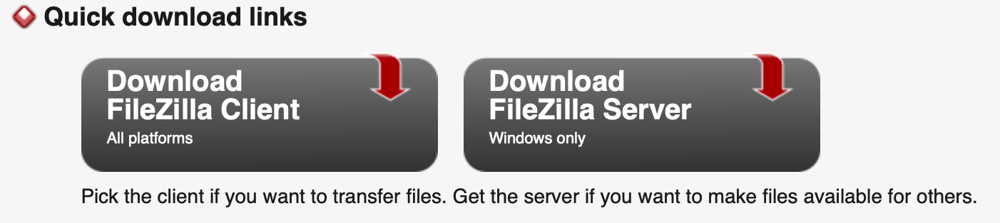 Quick download links
Download
FileZilla Client
All platforms
Download
FileZilla Server
Windows only
Pick the client if you want to transfer files. Get the server if you want to make files available for others.